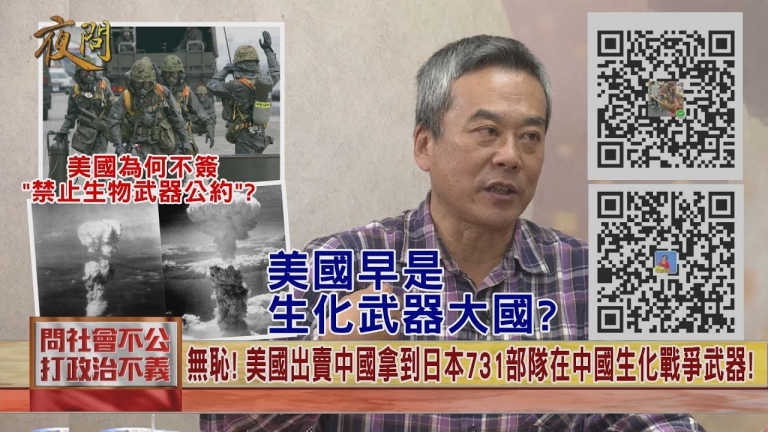 夜問
美國為何不簽
"禁止生物武器公約"?
美國早是
生化武器大國?
問社會不公
打政治不義
無恥! 美國出賣中國拿到日本731部隊在中國生化戰爭武器!